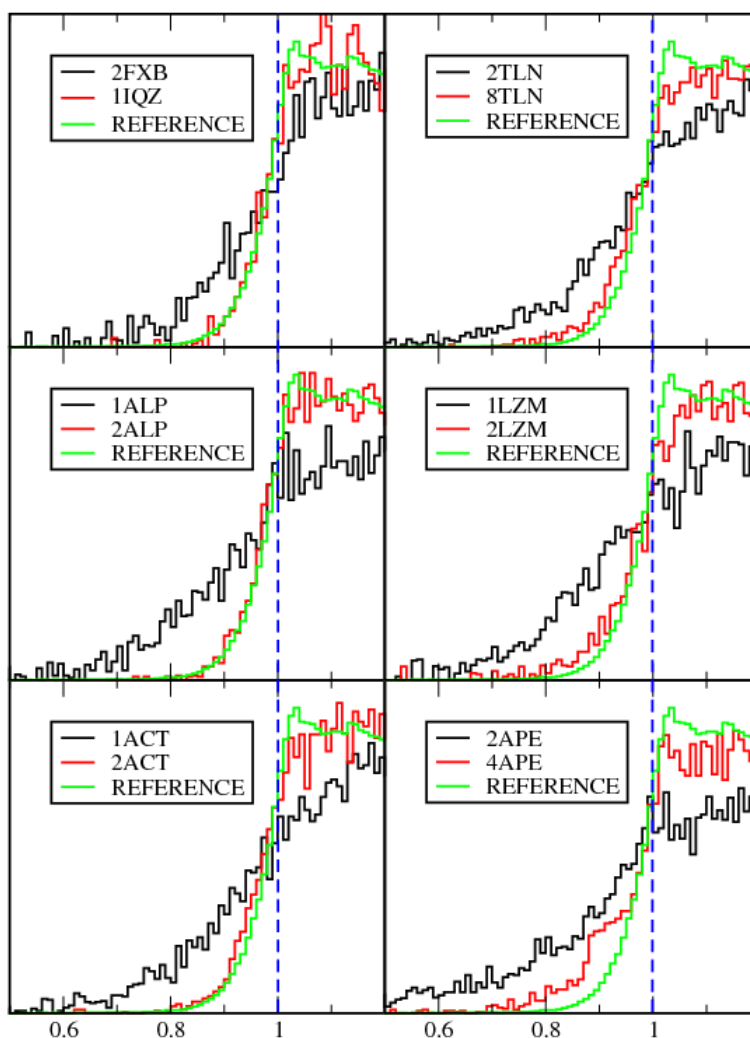 2FXB
1IQZ
REFERENCE
2TLN
8TLN
REFERENCE
1ALP
2ALP
REFERENCE
1LZM
2LZM
REFERENCE
1ACT
2ACT
REFERENCE
2APE
4APE
REFERENCE
0.6 0.8 1 0.6 0.8 1